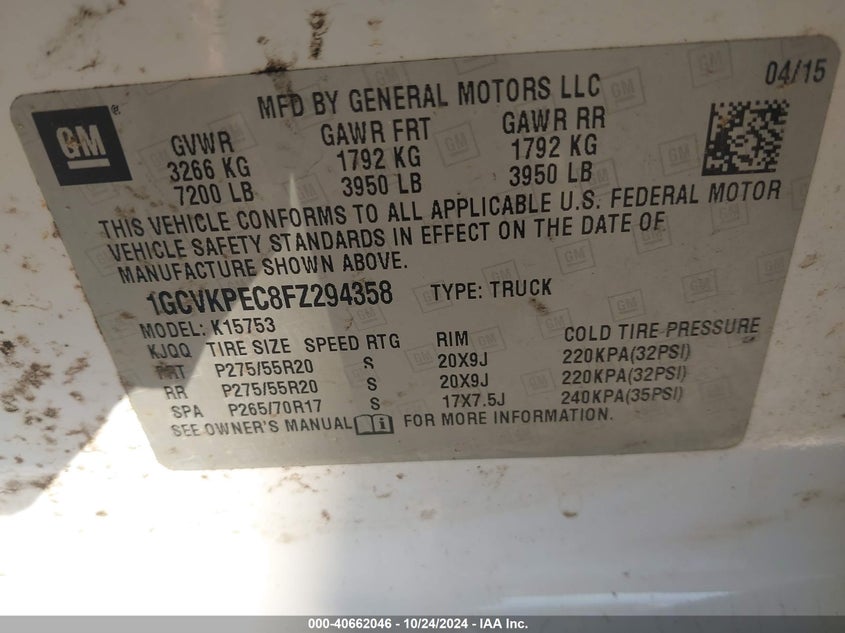 GM
MFD BY GENERAL MOTORS LLC 04/15
GVWR GAWR FRT GAWR RR
3266 KG 1792 KG 1792 KG
7200 LB 3950 LB 3950 LB
THIS VEHICLE CONFORMS TO ALL APPLICABLE U.S. FEDERAL MOTOR
VEHICLE SAFETY STANDARDS IN EFFECT ON THE DATE OF
MANUFACTURE SHOWN ABOVE.
1GCVKPEC8FZ294358 TYPE: TRUCK
MODEL: K15753
KJQQ TIRE SIZE SPEED RTG RIM COLD TIRE PRESSURE
FRT P275/55R20 S 20X9J 220KPA(32PSI)
RR P275/55R20 S 20X9J 220KPA(32PSI)
SPA P265/70R17 S 17X7.5J 240KPA(35PSI)
SEE OWNER'S MANUAL FOR MORE INFORMATION.
000-40662046 - 10/24/2024 - IAA Inc.